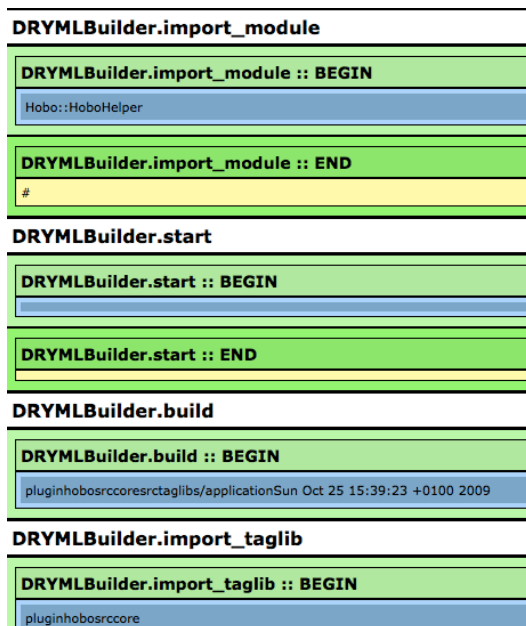 DRYMLBuilder.import_module
DRYMLBuilder.import_module :: BEGIN
Hobo::HoboHelper
DRYMLBuilder.import_module :: END
#
DRYMLBuilder.start
DRYMLBuilder.start :: BEGIN
DRYMLBuilder.start :: END
DRYMLBuilder.build
DRYMLBuilder.build :: BEGIN
pluginhobosrccoresrctaglibs/applicationSun Oct 25 15:39:23 +0100 2009
DRYMLBuilder.import_taglib
DRYMLBuilder.import_taglib :: BEGIN
pluginhobosrccore